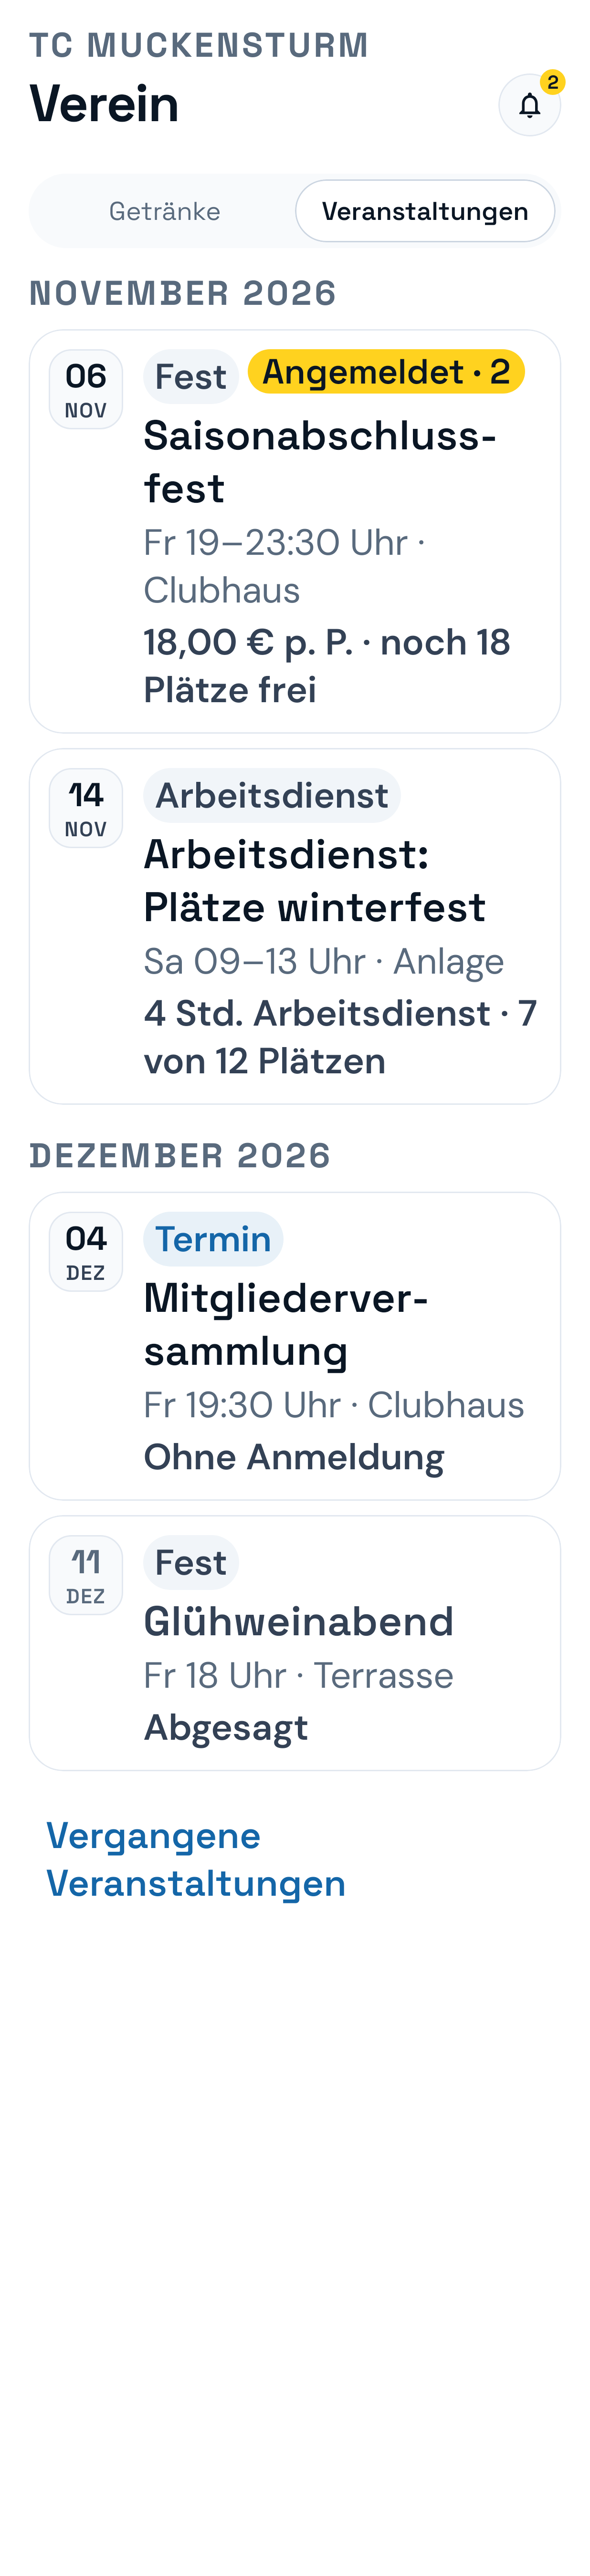 TC MUCKENSTURM
Verein
2
Getränke
Veranstaltungen
NOVEMBER 2026
06
NOV
Fest
Angemeldet · 2
Saisonabschluss-
fest
Fr 19–23:30 Uhr ·
Clubhaus
18,00 € p. P. · noch 18
Plätze frei
14
NOV
Arbeitsdienst
Arbeitsdienst:
Plätze winterfest
Sa 09–13 Uhr · Anlage
4 Std. Arbeitsdienst · 7
von 12 Plätzen
DEZEMBER 2026
04
DEZ
Termin
Mitgliederver-
sammlung
Fr 19:30 Uhr · Clubhaus
Ohne Anmeldung
11
DEZ
Fest
Glühweinabend
Fr 18 Uhr · Terrasse
Abgesagt
Vergangene
Veranstaltungen